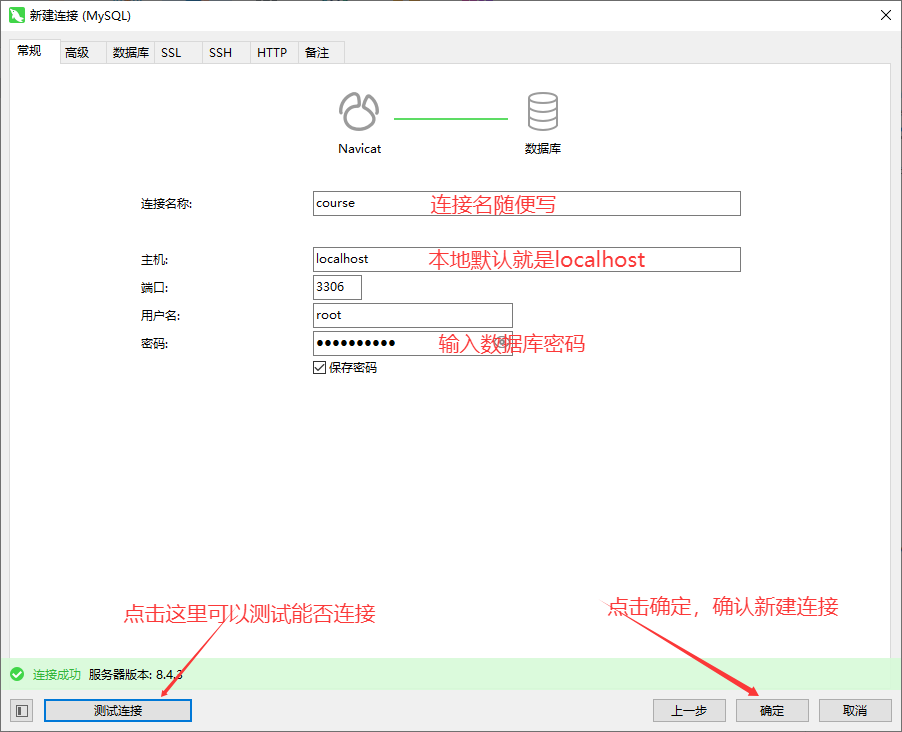 新建连接 (MySQL)
常规 高级 数据库 SSL SSH HTTP 备注
Navicat 数据库
连接名称: course 连接名随便写
主机: localhost 本地默认就是localhost
端口: 3306
用户名: root
密码: ●●●●●●●●●● 输入数据库密码
保存密码
点击这里可以测试能否连接 点击确定，确认新建连接
连接成功 服务器版本: 8.4.3
测试连接 上一步 确定 取消